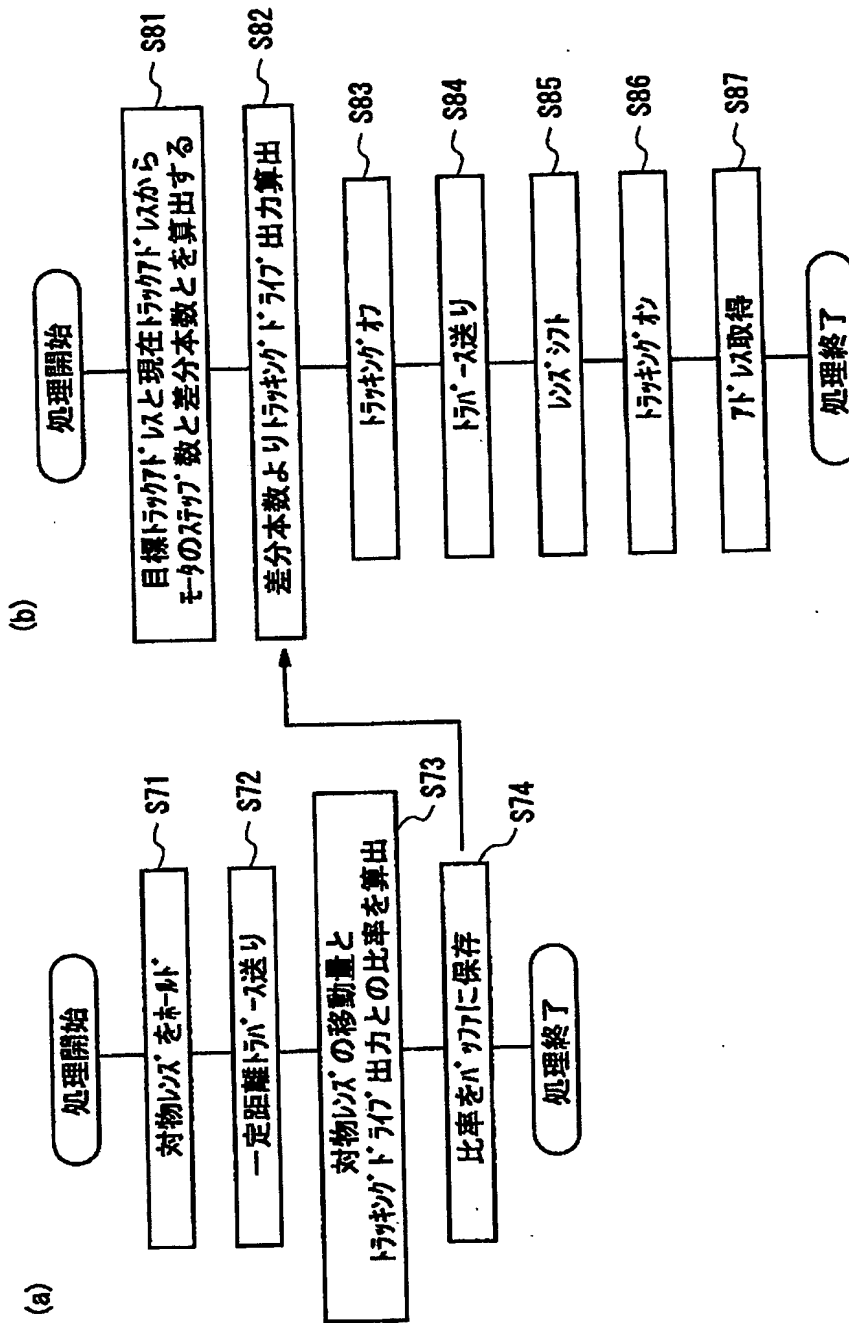 (a)
処理開始
対物レンズをホールド
S71
一定距離トラバース送り
S72
対物レンズの移動量と
トラッキングドライブ出力との比率を算出
S73
比率をバッファに保存
S74
処理終了
(b)
処理開始
目標トラックアドレスと現在トラックアドレスから
モータのステップ数と差分本数とを算出する
S81
差分本数よりトラッキングドライブ出力算出
S82
トラッキングオフ
S83
トラバース送り
S84
レンズシフト
S85
トラッキングオン
S86
アドレス取得
S87
処理終了